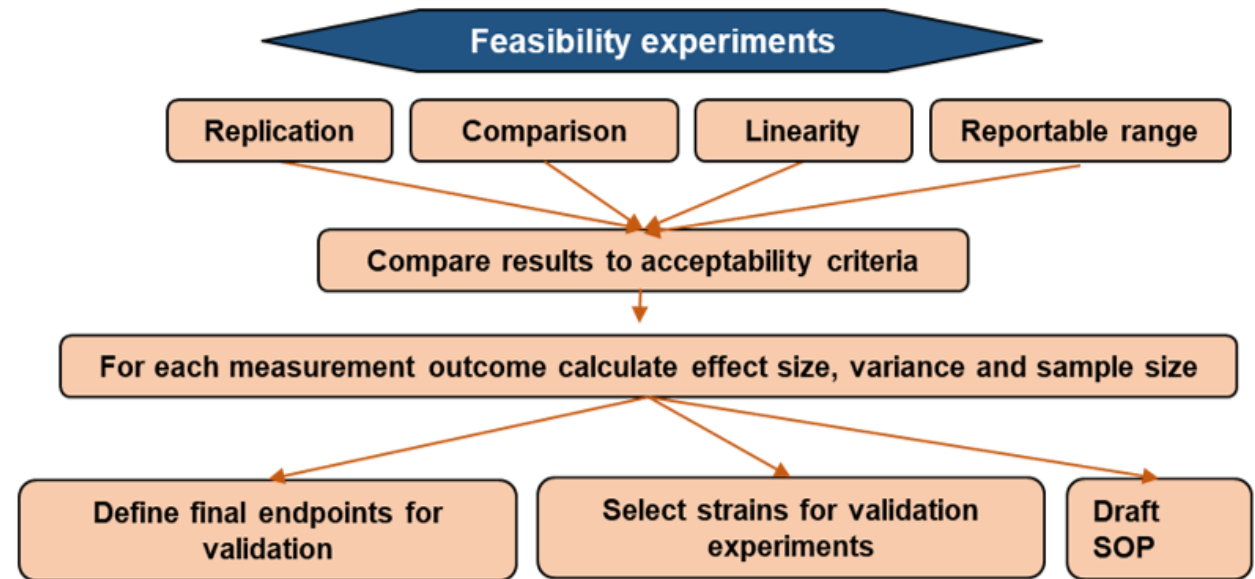 Feasibility experiments
Replication
Comparison
Linearity
Reportable range
Compare results to acceptability criteria
For each measurement outcome calculate effect size, variance and sample size
Define final endpoints for
validation
Select strains for validation
experiments
Draft
SOP